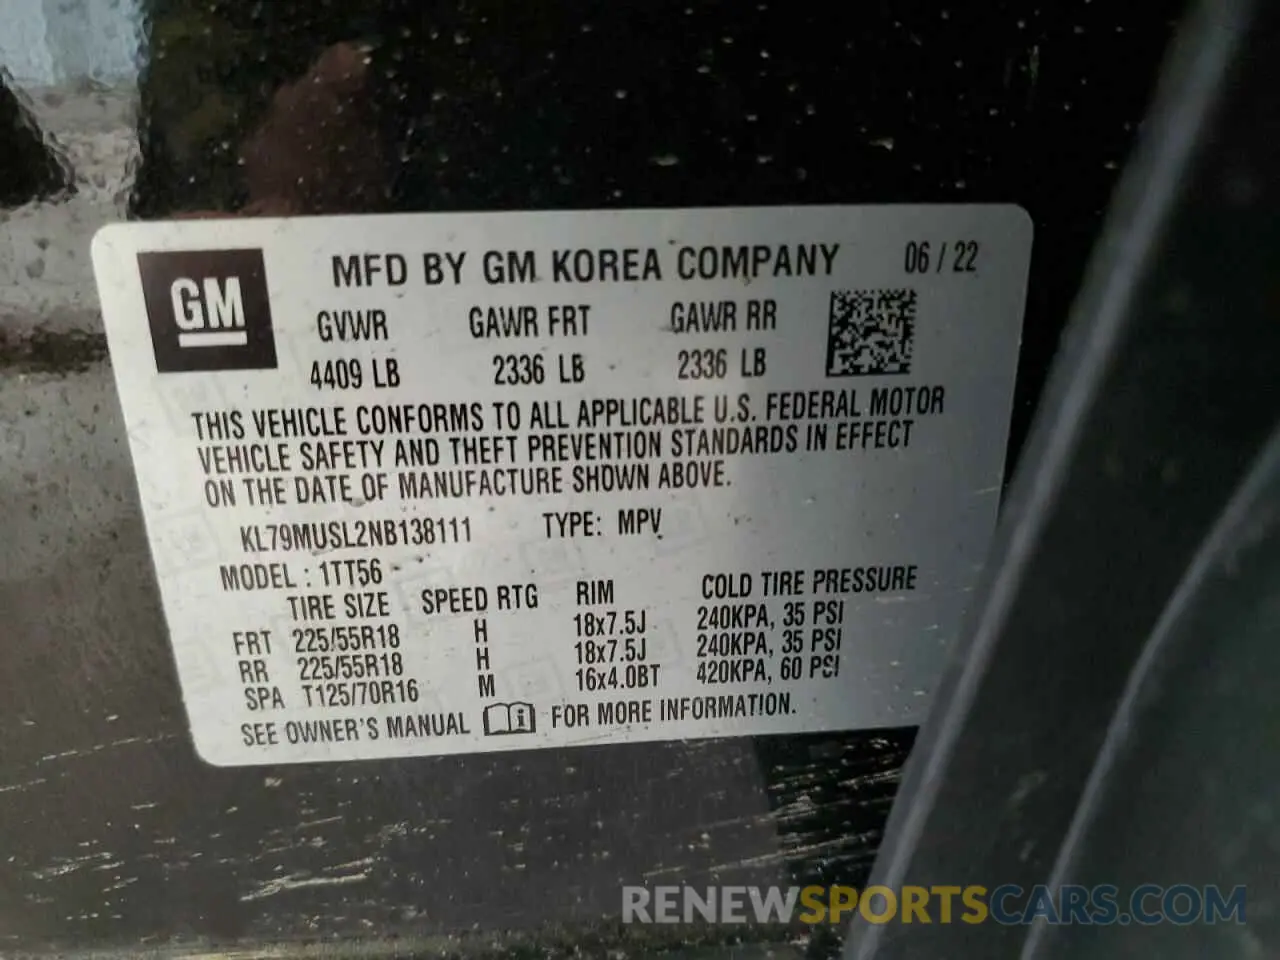 GM
MFD BY GM KOREA COMPANY 06 / 22
GVWR GAWR FRT GAWR RR
4409 LB 2336 LB 2336 LB
THIS VEHICLE CONFORMS TO ALL APPLICABLE U.S. FEDERAL MOTOR
VEHICLE SAFETY AND THEFT PREVENTION STANDARDS IN EFFECT
ON THE DATE OF MANUFACTURE SHOWN ABOVE.
KL79MUSL2NB138111 TYPE: MPV
MODEL : 1TT56
TIRE SIZE SPEED RTG RIM COLD TIRE PRESSURE
FRT 225/55R18 H 18x7.5J 240KPA, 35 PSI
RR 225/55R18 H 18x7.5J 240KPA, 35 PSI
SPA T125/70R16 M 16x4.0BT 420KPA, 60 PSI
SEE OWNER'S MANUAL FOR MORE INFORMATION.
RENEWSPORTSCARS.COM